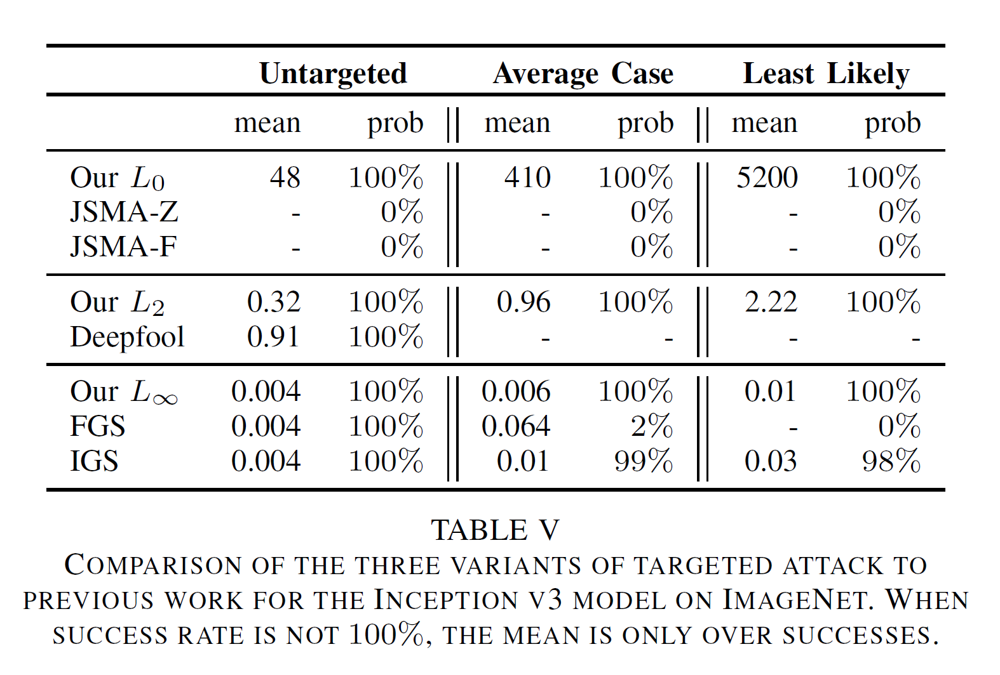 Untargeted Average Case Least Likely
mean prob mean prob mean prob
Our L0 48 100% 410 100% 5200 100%
JSMA-Z - 0% - 0% - 0%
JSMA-F - 0% - 0% - 0%
Our L2 0.32 100% 0.96 100% 2.22 100%
Deepfool 0.91 100% - - - -
Our L∞ 0.004 100% 0.006 100% 0.01 100%
FGS 0.004 100% 0.064 2% - 0%
IGS 0.004 100% 0.01 99% 0.03 98%
TABLE V
COMPARISON OF THE THREE VARIANTS OF TARGETED ATTACK TO
PREVIOUS WORK FOR THE INCEPTION V3 MODEL ON IMAGENET. WHEN
SUCCESS RATE IS NOT 100%, THE MEAN IS ONLY OVER SUCCESSES.